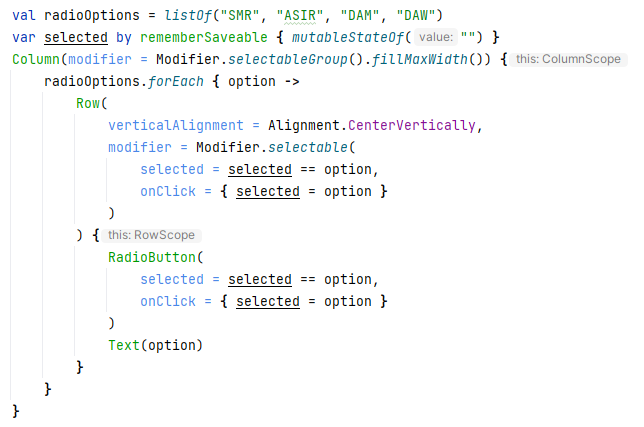 val radioOptions = listOf("SMR", "ASIR", "DAM", "DAW")
var selected by rememberSaveable { mutableStateOf( value: "") }
Column(modifier = Modifier.selectableGroup().fillMaxWidth()) { this: ColumnScope
    radioOptions.forEach { option ->
        Row(
            verticalAlignment = Alignment.CenterVertically,
            modifier = Modifier.selectable(
                selected = selected == option,
                onClick = { selected = option }
            )
        ) { this: RowScope
            RadioButton(
                selected = selected == option,
                onClick = { selected = option }
            )
            Text(option)
        }
    }
}